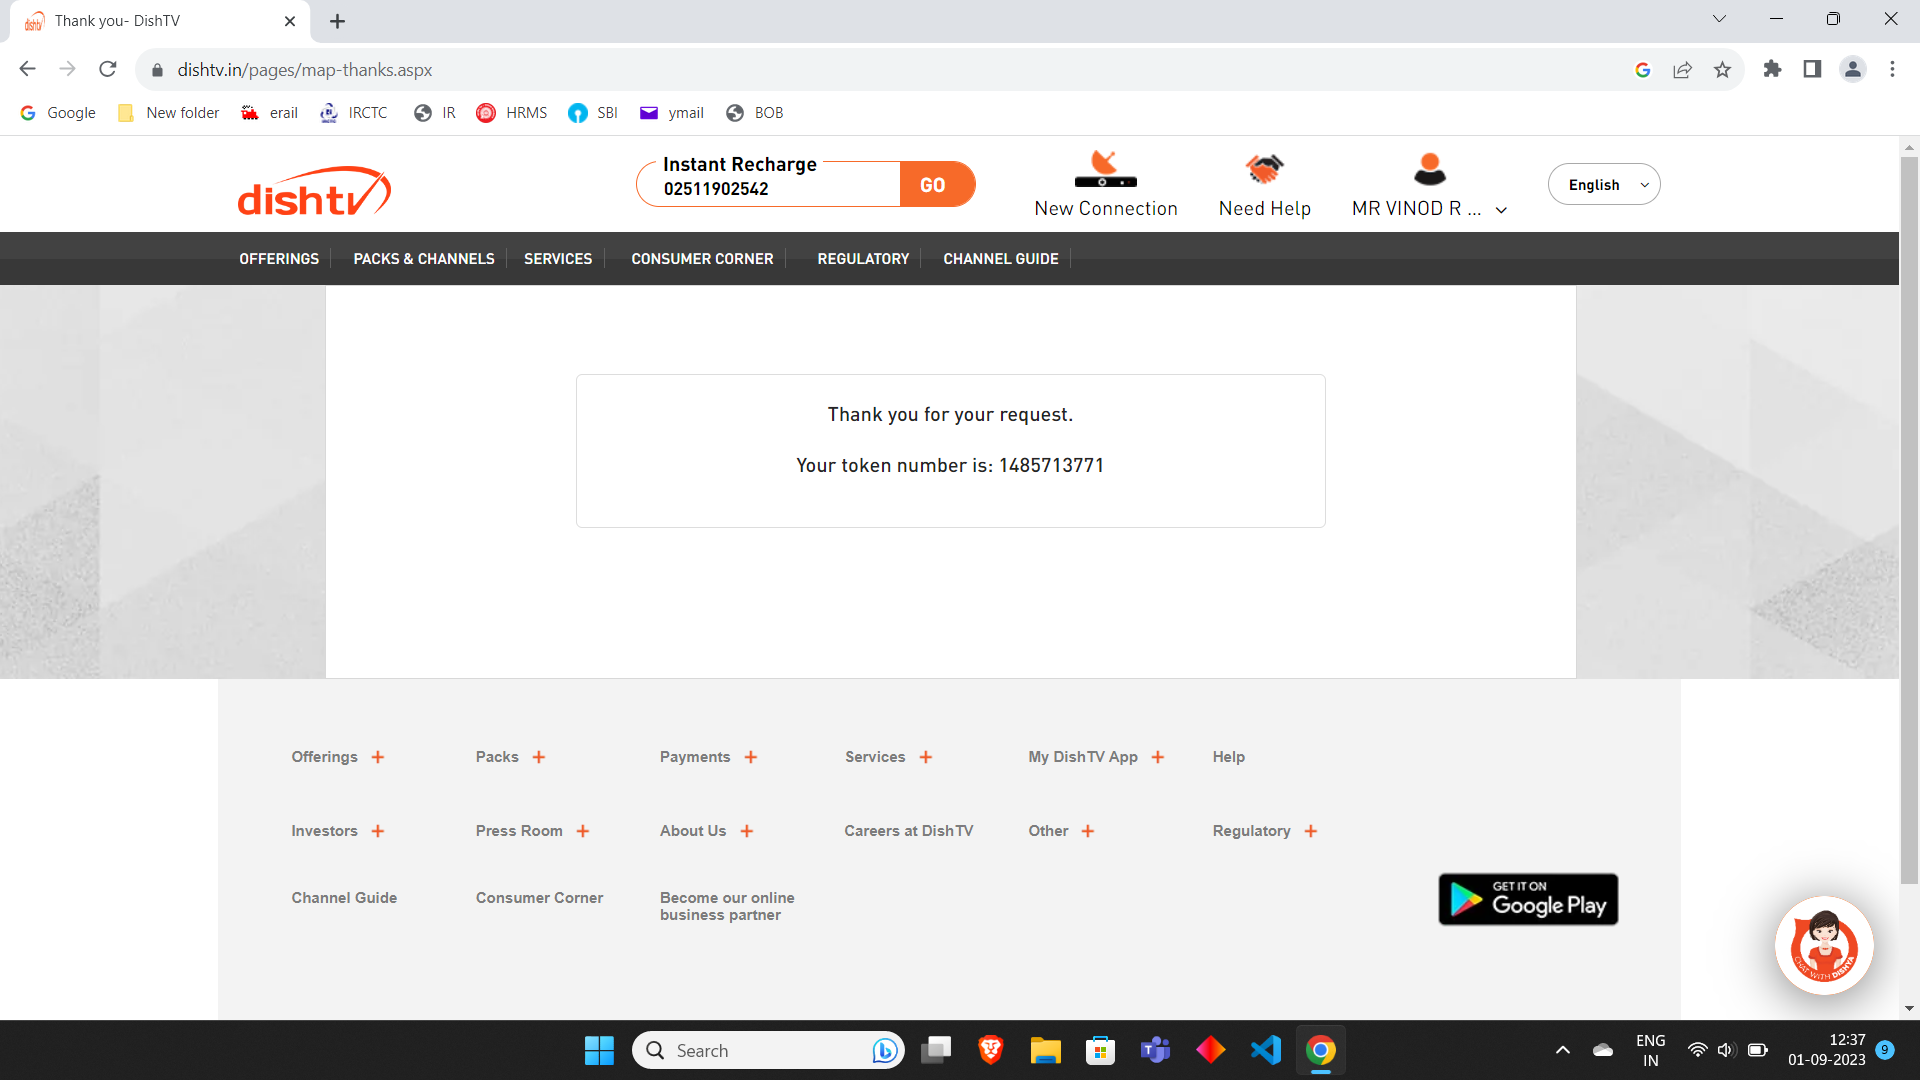 Thank you- DishTV
dishtv.in/pages/map-thanks.aspx
Google New folder erail IRCTC IR HRMS SBI ymail BOB
dishtv
Instant Recharge
02511902542 GO
New Connection Need Help MR VINOD R ...
English
OFFERINGS PACKS & CHANNELS SERVICES CONSUMER CORNER REGULATORY CHANNEL GUIDE
Thank you for your request.
Your token number is: 1485713771
Offerings + Packs + Payments + Services + My DishTV App + Help
Investors + Press Room + About Us + Careers at DishTV Other + Regulatory +
Channel Guide Consumer Corner Become our online
business partner
GET IT ON
Google Play
CHAT WITH DISHYA
Search
ENG
IN
12:37
01-09-2023
9